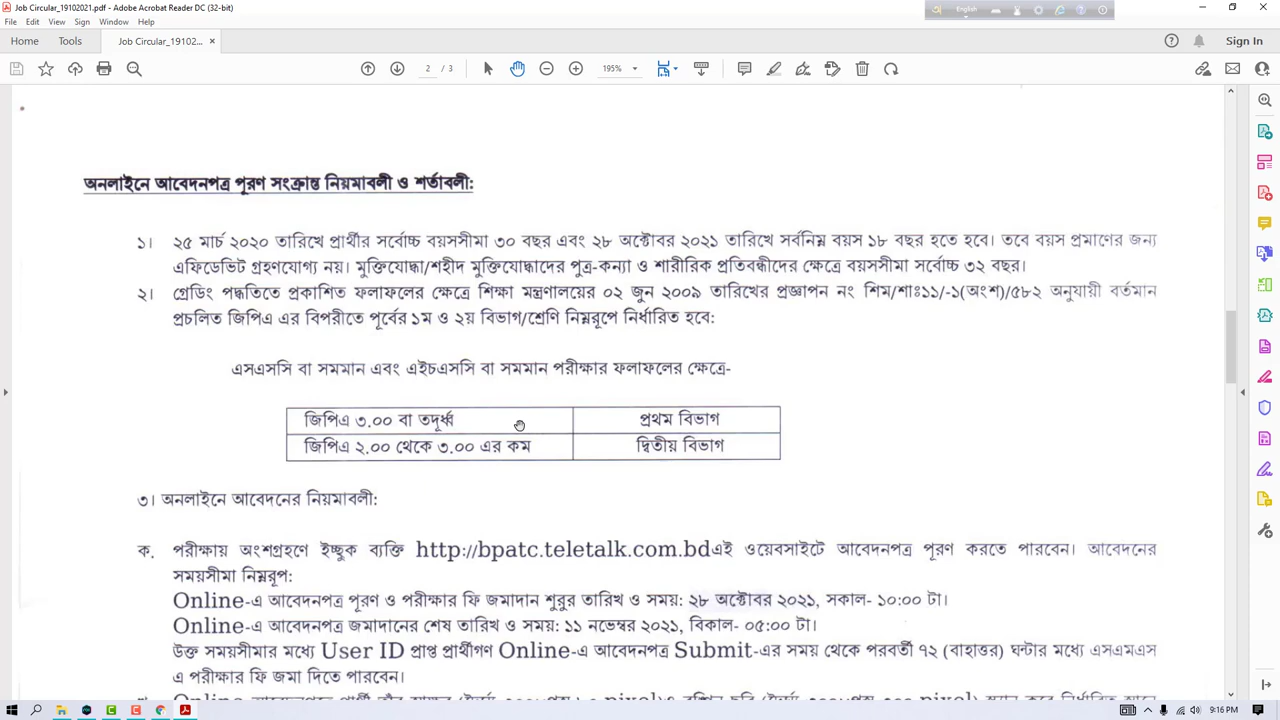 Job Circular_19102021.pdf - Adobe Acrobat Reader DC (32-bit)
English
File Edit View Sign Window Help
Home Tools Job Circular_19102... × Sign In
2 / 3 195%
অনলাইনে আবেদনপত্র পূরণ সংক্রান্ত নিয়মাবলী ও শর্তাবলী:
১। ২৫ মার্চ ২০২০ তারিখে প্রার্থীর সর্বোচ্চ বয়সসীমা ৩০ বছর এবং ২৮ অক্টোবর ২০২১ তারিখে সর্বনিম্ন বয়স ১৮ বছর হতে হবে। তবে বয়স প্রমাণের জন্য
এফিডেভিট গ্রহণযোগ্য নয়। মুক্তিযোদ্ধা/শহীদ মুক্তিযোদ্ধাদের পুত্র-কন্যা ও শারীরিক প্রতিবন্ধীদের ক্ষেত্রে বয়সসীমা সর্বোচ্চ ৩২ বছর।
২। গ্রেডিং পদ্ধতিতে প্রকাশিত ফলাফলের ক্ষেত্রে শিক্ষা মন্ত্রণালয়ের ০২ জুন ২০০৯ তারিখের প্রজ্ঞাপন নং শিম/শাঃ১১/-১(অংশ)/৫৮২ অনুযায়ী বর্তমান
প্রচলিত জিপিএ এর বিপরীতে পূর্বের ১ম ও ২য় বিভাগ/শ্রেণি নিম্নরূপে নির্ধারিত হবে:
এসএসসি বা সমমান এবং এইচএসসি বা সমমান পরীক্ষার ফলাফলের ক্ষেত্রে-
জিপিএ ৩.০০ বা তদূর্ধ্ব প্রথম বিভাগ
জিপিএ ২.০০ থেকে ৩.০০ এর কম দ্বিতীয় বিভাগ
৩। অনলাইনে আবেদনের নিয়মাবলী:
ক. পরীক্ষায় অংশগ্রহণে ইচ্ছুক ব্যক্তি http://bpatc.teletalk.com.bdএই ওয়েবসাইটে আবেদনপত্র পূরণ করতে পারবেন। আবেদনের
সময়সীমা নিম্নরূপ:
Online-এ আবেদনপত্র পূরণ ও পরীক্ষার ফি জমাদান শুরুর তারিখ ও সময়: ২৮ অক্টোবর ২০২১, সকাল- ১০:০০ টা।
Online-এ আবেদনপত্র জমাদানের শেষ তারিখ ও সময়: ১১ নভেম্বর ২০২১, বিকাল- ০৫:০০ টা।
উক্ত সময়সীমার মধ্যে User ID প্রাপ্ত প্রার্থীগণ Online-এ আবেদনপত্র Submit-এর সময় থেকে পরবর্তী ৭২ (বাহাত্তর) ঘন্টার মধ্যে এসএমএস
এ পরীক্ষার ফি জমা দিতে পারবেন।
9:16 PM